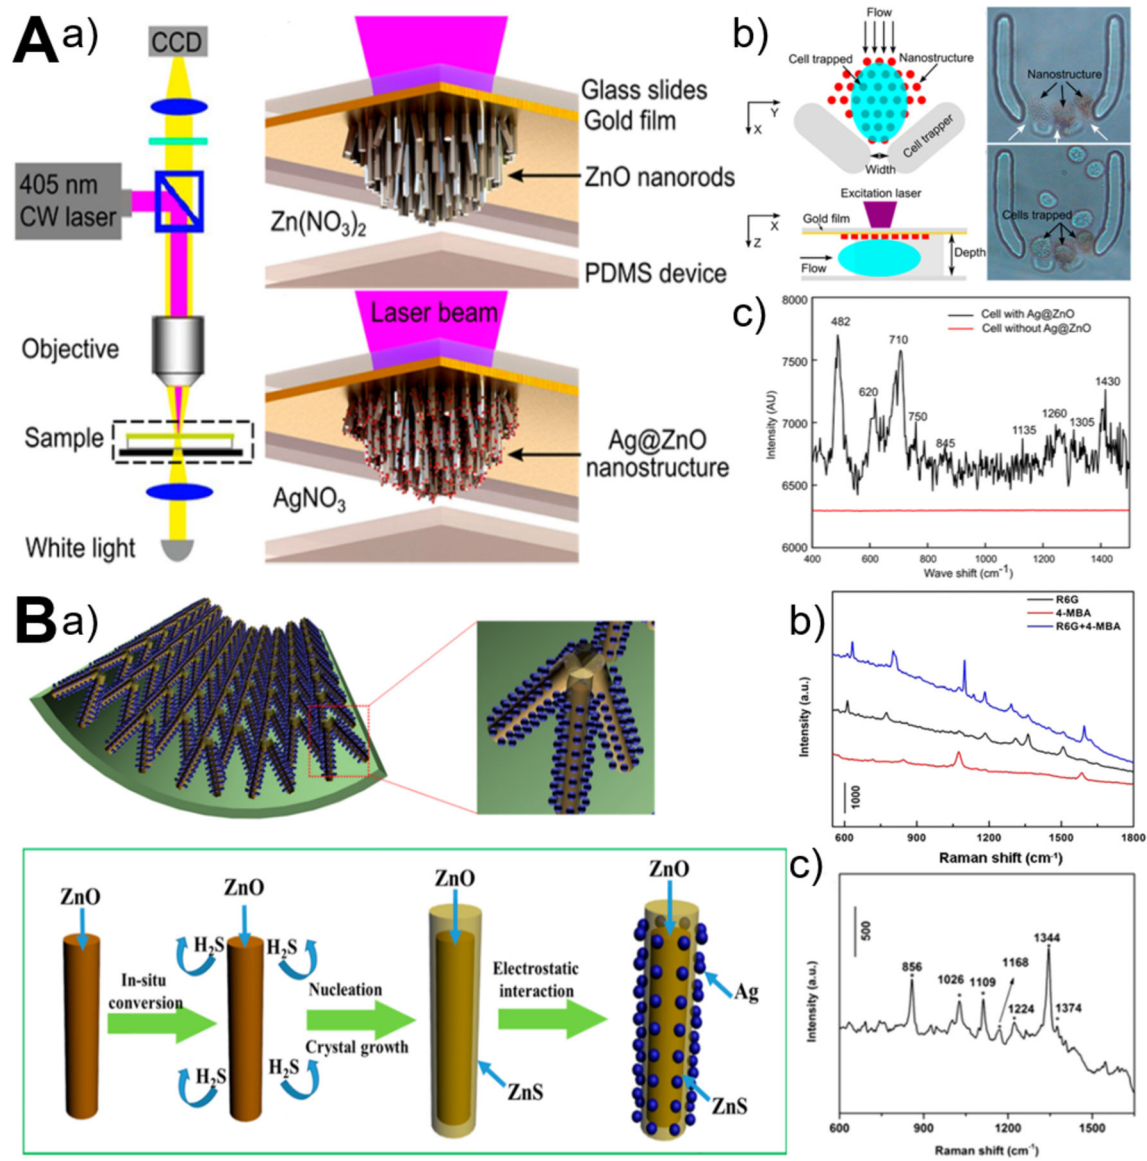 A a)
CCD
405 nm
CW laser
Objective
Sample
White light
Glass slides
Gold film
ZnO nanorods
Zn(NO3)2
PDMS device
Laser beam
Ag@ZnO
nanostructure
AgNO3
b)
Flow
Cell trapped
Nanostructure
Y
X
Cell trapper
Width
Excitation laser
Gold film
X
Z
Depth
Flow
Nanostructure
Cells trapped
c)
Cell with Ag@ZnO
Cell without Ag@ZnO
Intensity (AU)
8000
7500
7000
6500
6000
482
620
710
750
845
1135
1260
1305
1430
400 600 800 1000 1200 1400
Wave shift (cm-1)
B a)
ZnO
In-situ
conversion
ZnO
H2S H2S
H2S H2S
Nucleation
Crystal growth
ZnO
ZnS
Electrostatic
interaction
ZnO
Ag
ZnS
b)
R6G
4-MBA
R6G+4-MBA
Intensity (a.u.)
1000
600 900 1200 1500 1800
Raman shift (cm-1)
c)
500
Intensity (a.u.)
856
1026
1109
1168
1224
1344
1374
600 900 1200 1500
Raman shift (cm-1)